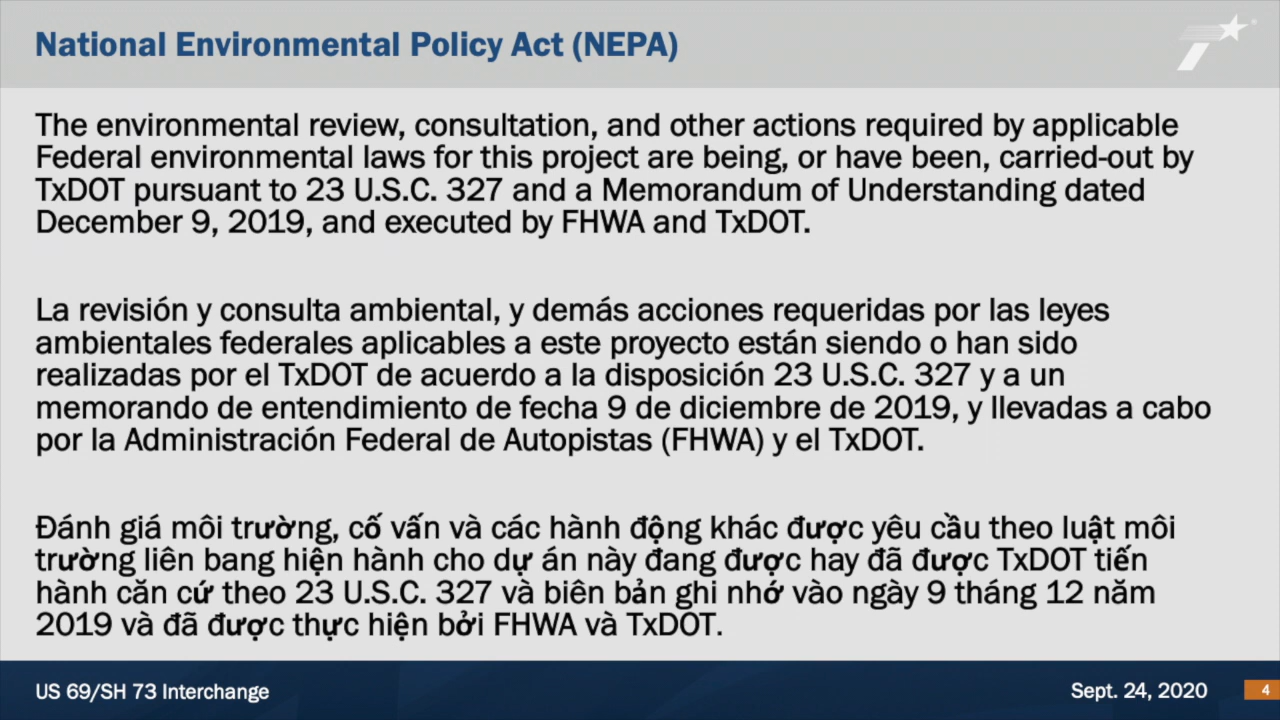 National Environmental Policy Act (NEPA)
The environmental review, consultation, and other actions required by applicable
Federal environmental laws for this project are being, or have been, carried-out by
TxDOT pursuant to 23 U.S.C. 327 and a Memorandum of Understanding dated
December 9, 2019, and executed by FHWA and TxDOT.
La revisión y consulta ambiental, y demás acciones requeridas por las leyes
ambientales federales aplicables a este proyecto están siendo o han sido
realizadas por el TxDOT de acuerdo a la disposición 23 U.S.C. 327 y a un
memorando de entendimiento de fecha 9 de diciembre de 2019, y llevadas a cabo
por la Administración Federal de Autopistas (FHWA) y el TxDOT.
Đánh giá môi trường, cố vấn và các hành động khác được yêu cầu theo luật môi
trường liên bang hiện hành cho dự án này đang được hay đã được TxDOT tiến
hành căn cứ theo 23 U.S.C. 327 và biên bản ghi nhớ vào ngày 9 tháng 12 năm
2019 và đã được thực hiện bởi FHWA và TxDOT.
US 69/SH 73 Interchange
Sept. 24, 2020
4